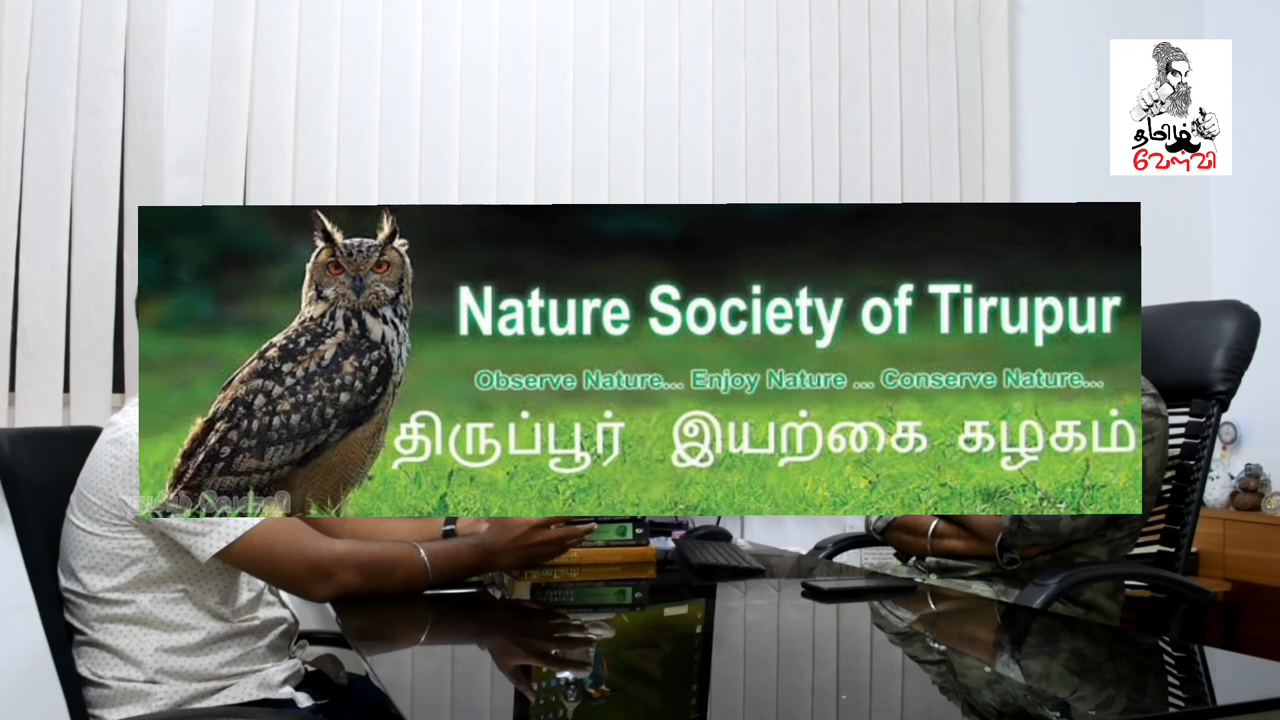 தமிழ்
வேள்வி
Nature Society of Tirupur
Observe Nature... Enjoy Nature ... Conserve Nature...
திருப்பூர் இயற்கை கழகம்